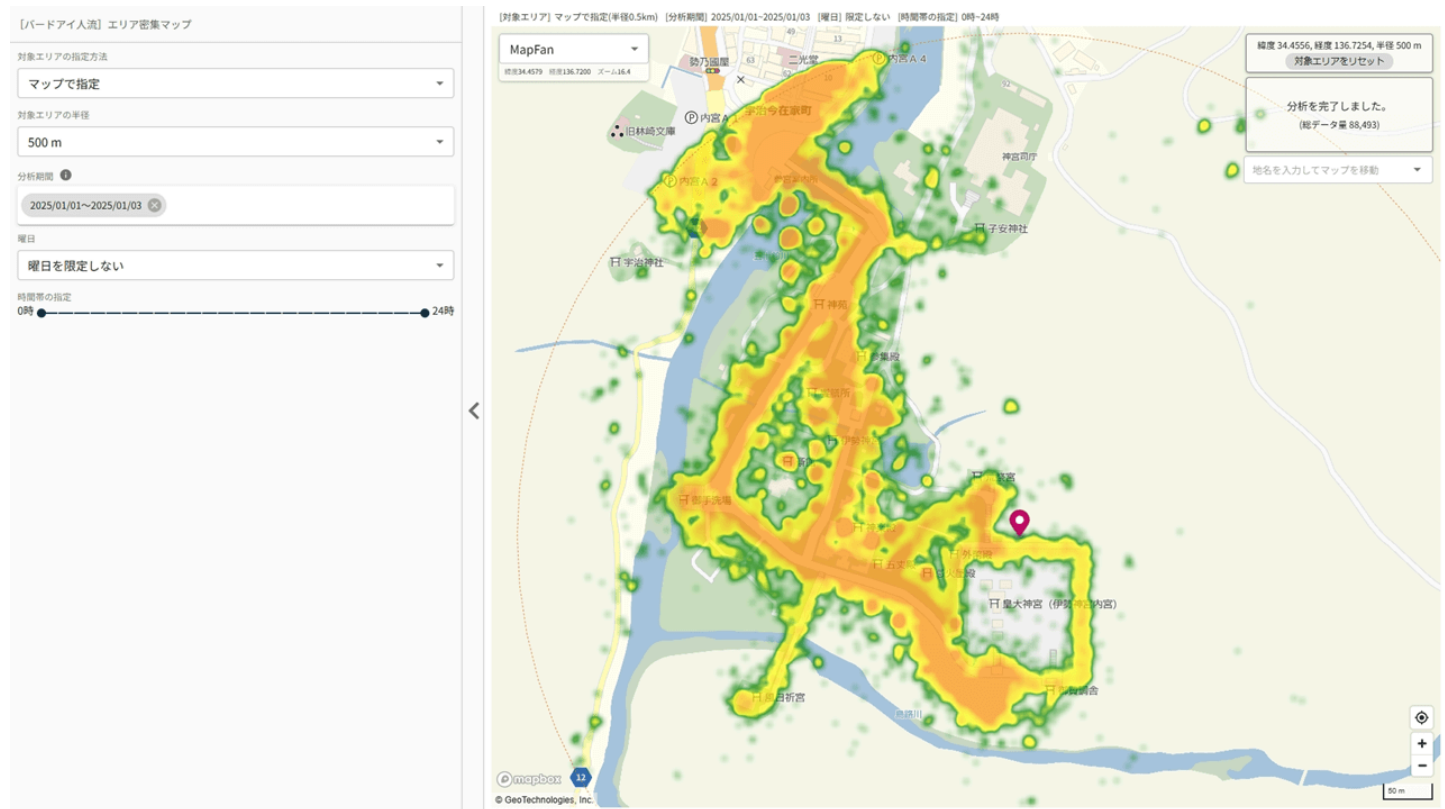 ［バードアイ人流］エリア密集マップ
対象エリアの指定方法
マップで指定
対象エリアの半径
500 m
分析期間
2025/01/01～2025/01/03
曜日
曜日を限定しない
時間帯の指定
0時
24時
[対象エリア] マップで指定(半径0.5km) [分析期間] 2025/01/01~2025/01/03 [曜日] 限定しない [時間帯の指定] 0時~24時
MapFan
緯度34.4579 経度136.7200 ズーム16.4
緯度 34.4556, 経度 136.7254, 半径 500 m
対象エリアをリセット
分析を完了しました。
(総データ量 88,493)
地名を入力してマップを移動
49
13
勢乃國屋
63
二光堂
52
10
内宮A4
92
宇治今在家町
内宮A
旧林崎文庫
神宮司庁
内宮A2
子安神社
宇治神社
神苑
参集殿
御手洗場
五丈殿
外幣殿
皇大神宮（伊勢神宮内宮）
風日祈宮
12
mapbox
© GeoTechnologies, Inc.
50 m